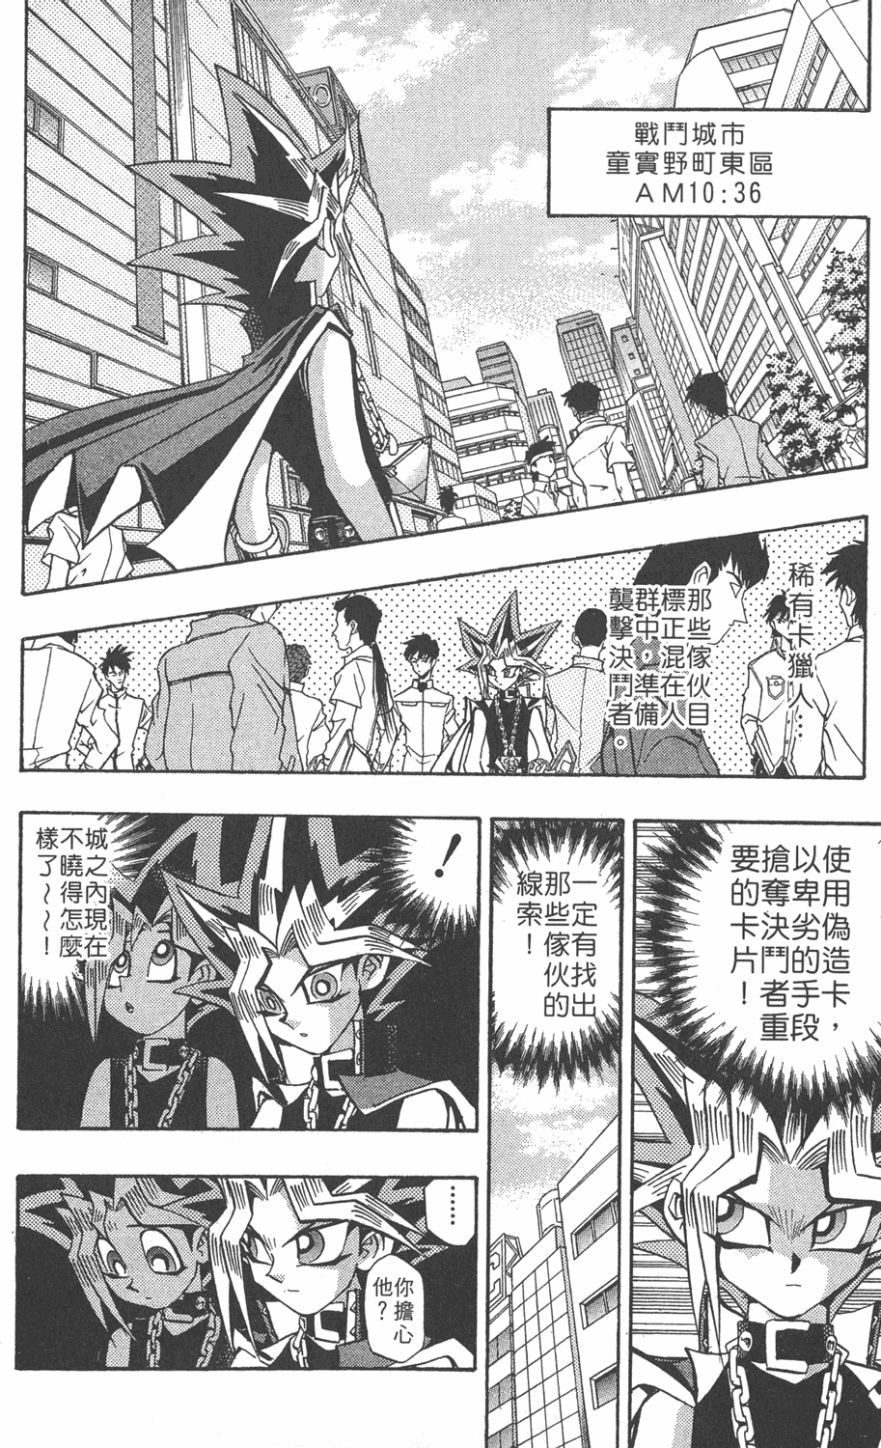 戰鬥城市
童實野町東區
AM10:36
稀有卡獵人…
那些傢伙目
標正混在人
群中，準備
襲擊決鬥者。
使用偽造卡，
以卑劣的手段
搶奪決鬥者重
要的卡片！
一定有找出
那些傢伙的
線索！
！
城之內現在
不曉得怎麼
樣了～～！
……
你擔心
他？